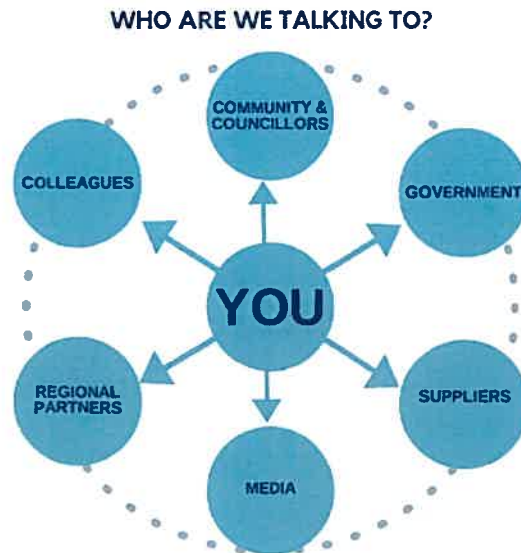 WHO ARE WE TALKING TO?
COMMUNITY &
COUNCILLORS
COLLEAGUES
GOVERNMENT
YOU
REGIONAL
PARTNERS
SUPPLIERS
MEDIA